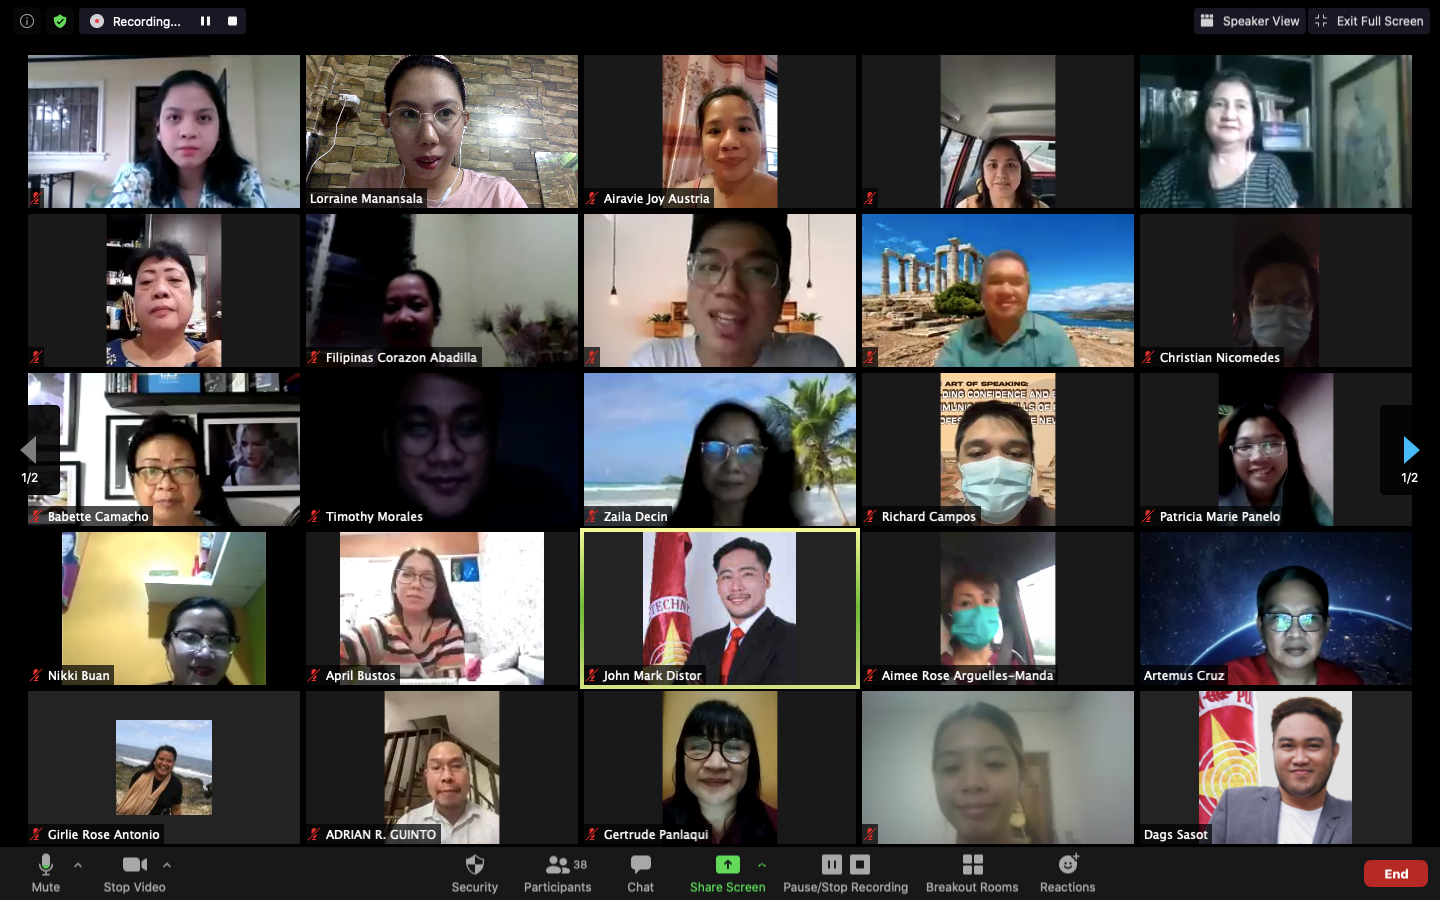 Recording...
Speaker View
Exit Full Screen
Lorraine Manansala
Airavie Joy Austria
Filipinas Corazon Abadilla
Christian Nicomedes
1/2
Babette Camacho
Timothy Morales
Zaila Decin
ART OF SPEAKING:
Richard Campos
Patricia Marie Panelo
1/2
Nikki Buan
April Bustos
John Mark Distor
Aimee Rose Arguelles-Manda
Artemus Cruz
Girlie Rose Antonio
ADRIAN R. GUINTO
Gertrude Panlaqui
Dags Sasot
Mute
Stop Video
Security
Participants
38
Chat
Share Screen
Pause/Stop Recording
Breakout Rooms
Reactions
End